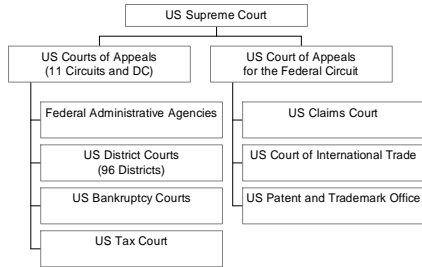 US Supreme Court
US Courts of Appeals
(11 Circuits and DC)
US Court of Appeals
for the Federal Circuit
Federal Administrative Agencies
US District Courts
(96 Districts)
US Bankruptcy Courts
US Tax Court
US Claims Court
US Court of International Trade
US Patent and Trademark Office